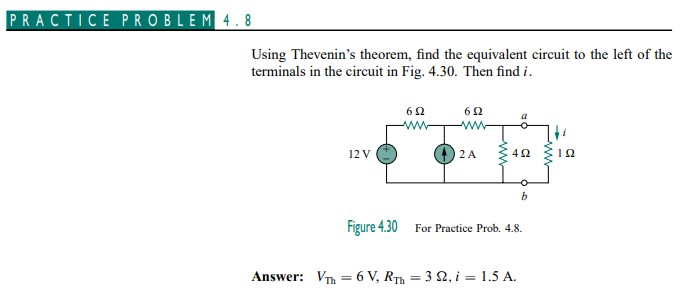 PRACTICE PROBLEM 4.8
Using Thevenin's theorem, find the equivalent circuit to the left of the
terminals in the circuit in Fig. 4.30. Then find i.
6 Ω 6 Ω a
i
12 V + − 2 A 4 Ω 1 Ω
b
Figure 4.30 For Practice Prob. 4.8.
Answer: V_Th = 6 V, R_Th = 3 Ω, i = 1.5 A.